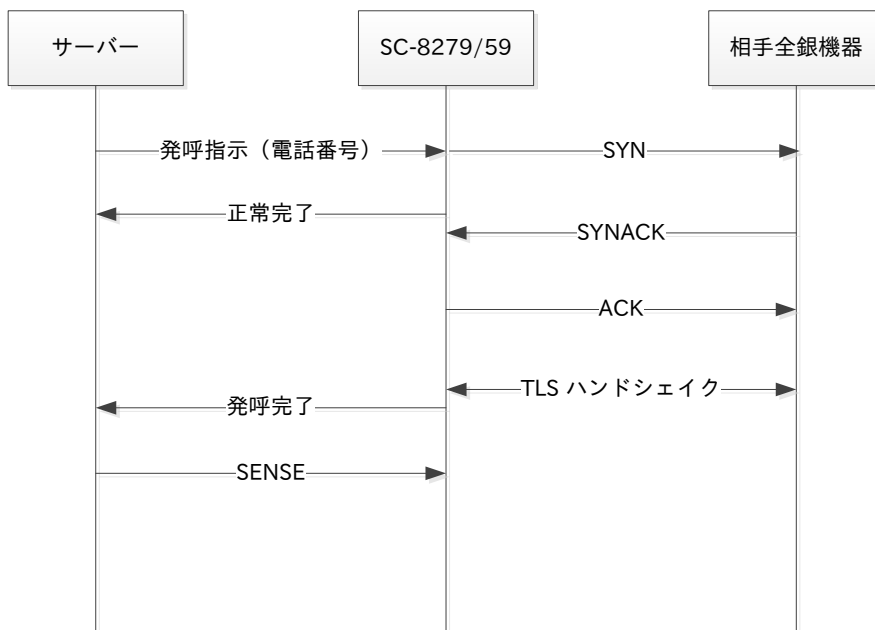 サーバー
SC-8279/59
相手全銀機器
発呼指示（電話番号）
SYN
正常完了
SYNACK
ACK
TLS ハンドシェイク
発呼完了
SENSE